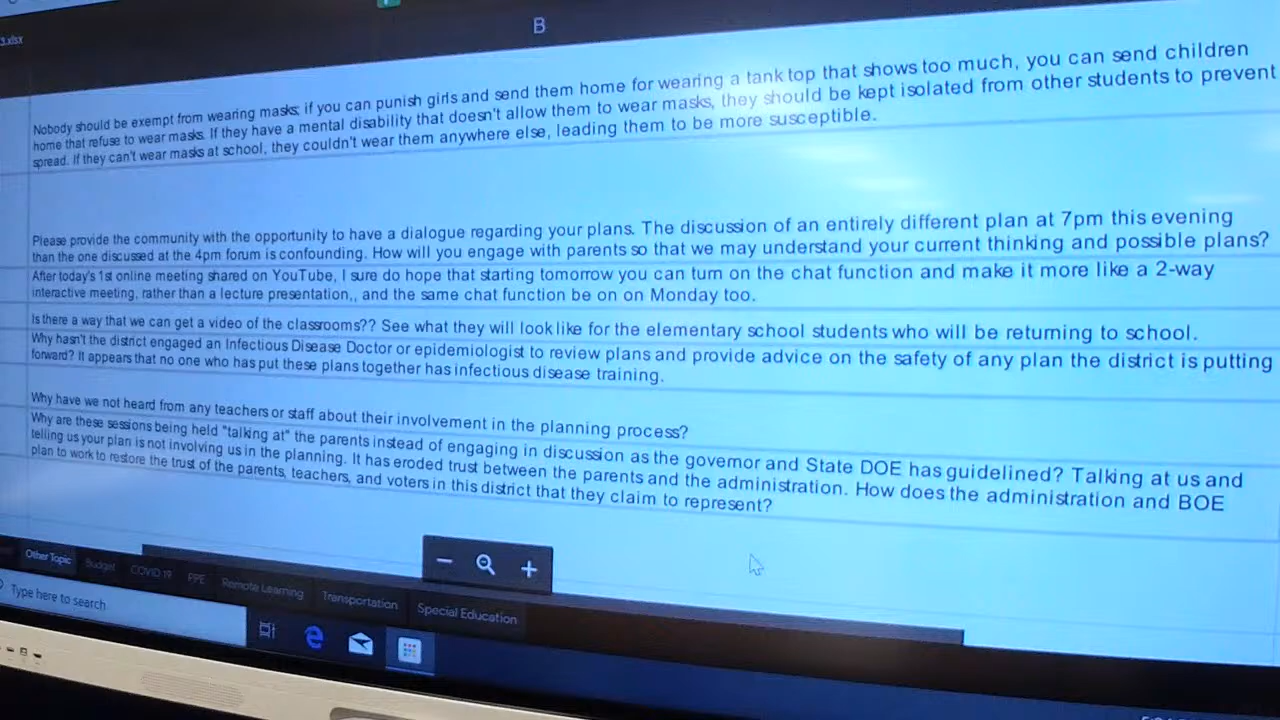 3.xlsx
B
Nobody should be exempt from wearing masks; if you can punish girls and send them home for wearing a tank top that shows too much, you can send children
home that refuse to wear masks. If they have a mental disability that doesn't allow them to wear masks, they should be kept isolated from other students to prevent
spread. If they can't wear masks at school, they couldn't wear them anywhere else, leading them to be more susceptible.
Please provide the community with the opportunity to have a dialogue regarding your plans. The discussion of an entirely different plan at 7pm this evening
than the one discussed at the 4pm forum is confounding. How will you engage with parents so that we may understand your current thinking and possible plans?
After today's 1st online meeting shared on YouTube, I sure do hope that starting tomorrow you can turn on the chat function and make it more like a 2-way
interactive meeting, rather than a lecture presentation,, and the same chat function be on on Monday too.
Is there a way that we can get a video of the classrooms?? See what they will look like for the elementary school students who will be returning to school.
Why hasn't the district engaged an Infectious Disease Doctor or epidemiologist to review plans and provide advice on the safety of any plan the district is putting
forward? It appears that no one who has put these plans together has infectious disease training.
Why have we not heard from any teachers or staff about their involvement in the planning process?
Why are these sessions being held "talking at" the parents instead of engaging in discussion as the governor and State DOE has guidelined? Talking at us and
telling us your plan is not involving us in the planning. It has eroded trust between the parents and the administration. How does the administration and BOE
plan to work to restore the trust of the parents, teachers, and voters in this district that they claim to represent?
Other Topic Budget COVID 19 PPE Remote Learning Transportation Special Education
Type here to search